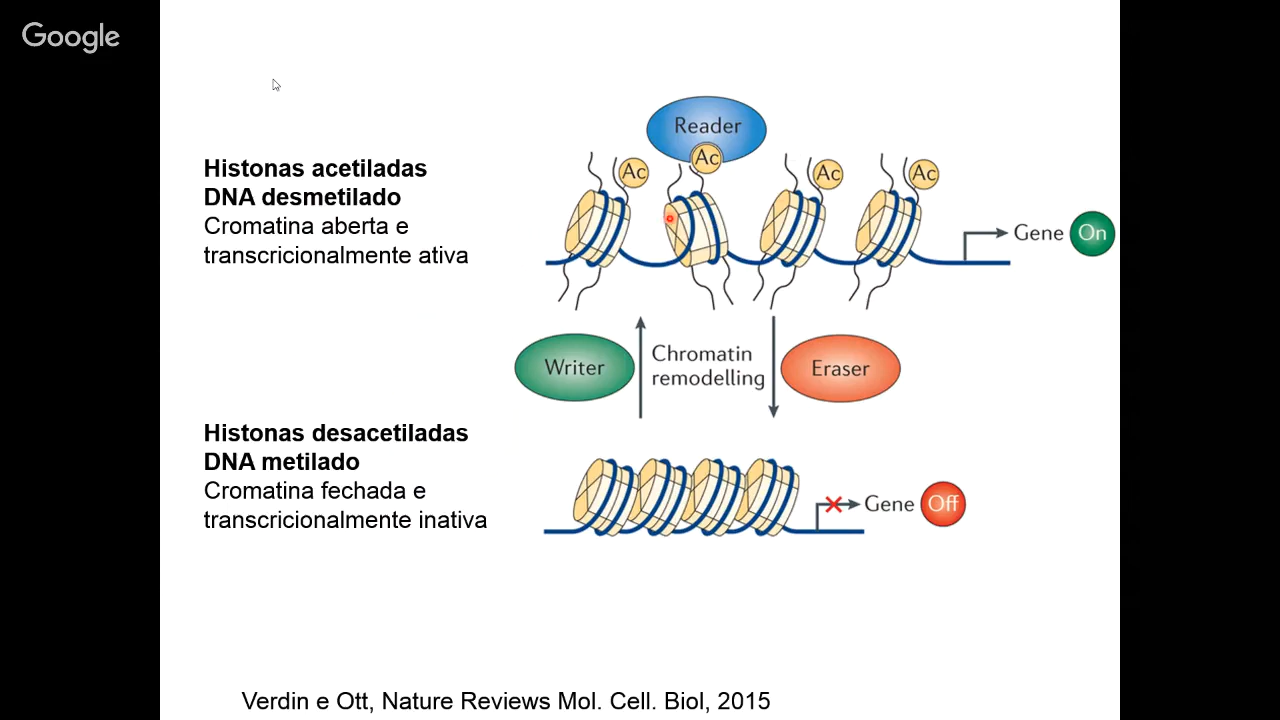 Google
Histonas acetiladas
DNA desmetilado
Cromatina aberta e
transcricionalmente ativa
Reader
Ac
Ac
Ac
Ac
Gene On
Writer
Chromatin
remodelling
Eraser
Histonas desacetiladas
DNA metilado
Cromatina fechada e
transcricionalmente inativa
Gene Off
Verdin e Ott, Nature Reviews Mol. Cell. Biol, 2015